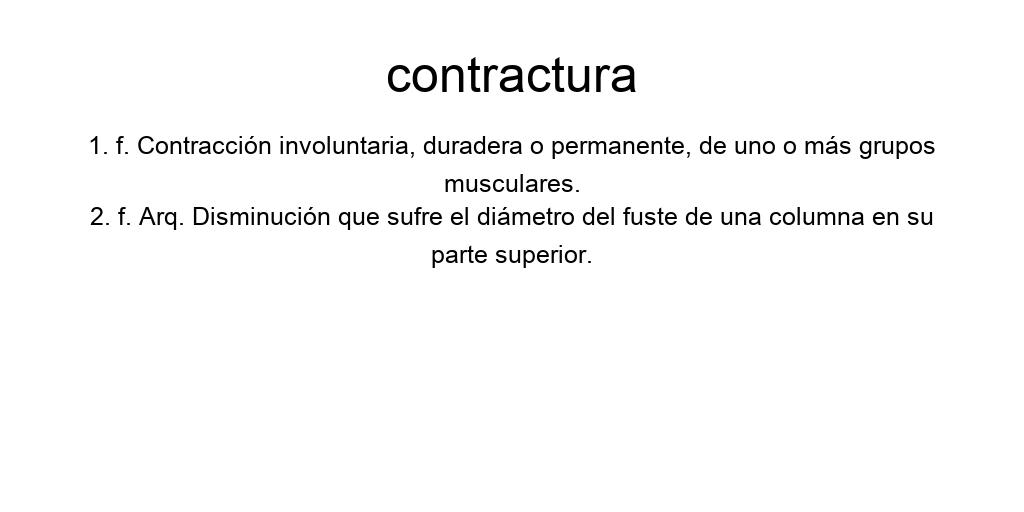 contractura
1. f. Contracción involuntaria, duradera o permanente, de uno o más grupos
musculares.
2. f. Arq. Disminución que sufre el diámetro del fuste de una columna en su
parte superior.